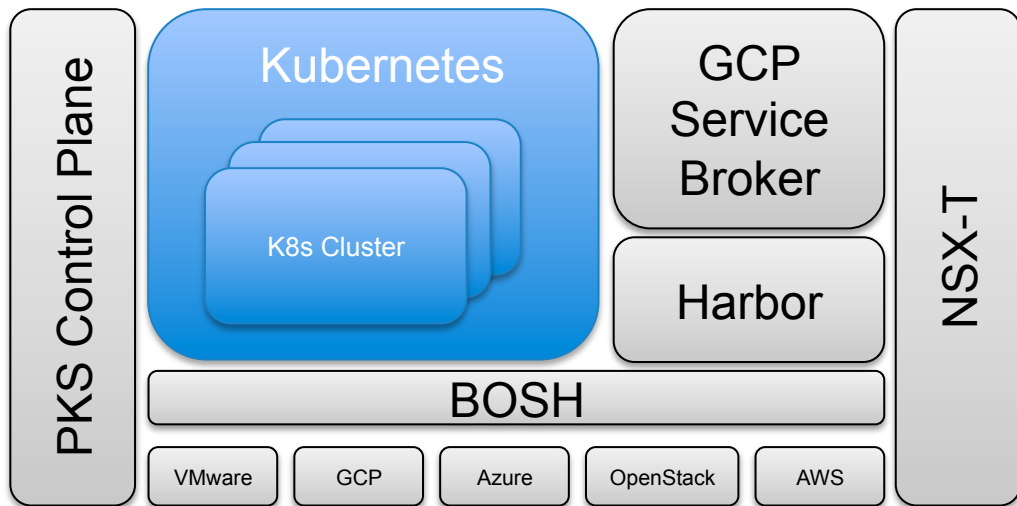 PKS Control Plane
Kubernetes
K8s Cluster
GCP
Service
Broker
Harbor
NSX-T
BOSH
VMware
GCP
Azure
OpenStack
AWS